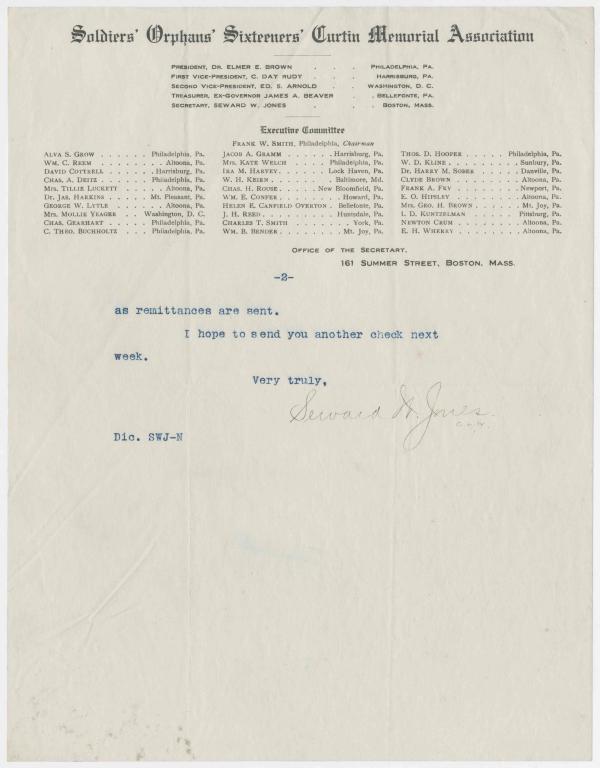 Soldiers' Orphans' Sixteeners' Curtin Memorial Association
President, Dr. Elmer E. Brown . . . Philadelphia, Pa.
First Vice-President, C. Day Rudy . . . Harrisburg, Pa.
Second Vice-President, Ed. S. Arnold . . . Washington, D. C.
Treasurer, Ex-Governor James A. Beaver . . Bellefonte, Pa.
Secretary, Seward W. Jones . . . . Boston, Mass.
Executive Committee
Frank W. Smith, Philadelphia, Chairman
Alva S. Grow . . . . . . Philadelphia, Pa.
Wm. C. Reem . . . . . . . Altoona, Pa.
David Cottrell . . . . . . Harrisburg, Pa.
Chas. A. Deitz . . . . . Philadelphia, Pa.
Mrs. Tillie Luckett . . . . . Altoona, Pa.
Dr. Jas. Harkins . . . . Mt. Pleasant, Pa.
George W. Lytle . . . . . . Altoona, Pa.
Mrs. Mollie Yeager . . Washington, D. C.
Chas. Gearhart . . . . . Philadelphia, Pa.
C. Theo. Buchholtz . . . Philadelphia, Pa.
Jacob A. Gramm . . . . . . . Harrisburg, Pa.
Mrs. Kate Welch . . . . . Philadelphia, Pa.
Ira M. Harvey . . . . . . . Lock Haven, Pa.
W. H. Keirn . . . . . . . . Baltimore, Md.
Chas. H. Rouse . . . . New Bloomfield, Pa.
Wm. E. Confer . . . . . . . . Howard, Pa.
Helen E. Canfield Overton . Bellefonte, Pa.
J. H. Reed . . . . . . . . Huntsdale, Pa.
Charles T. Smith . . . . . . . York, Pa.
Wm. B. Bender . . . . . . . . Mt. Joy, Pa.
Thos. D. Hooper . . . . . Philadelphia, Pa.
W. D. Kline . . . . . . . . Sunbury, Pa.
Dr. Harry M. Sober . . . . . Danville, Pa.
Clyde Brown . . . . . . . . Altoona, Pa.
Frank A. Fry . . . . . . . . Newport, Pa.
E. O. Hipsley . . . . . . . Altoona, Pa.
Mrs. Geo. H. Brown . . . . . Mt. Joy, Pa.
I. D. Kuntzelman . . . . . Pittsburg, Pa.
Newton Crum . . . . . . . . Altoona, Pa.
E. H. Wherry . . . . . . . . Altoona, Pa.
Office of the Secretary.
161 Summer Street, Boston, Mass.
-2-
as remittances are sent.
I hope to send you another check next
week.
Very truly,
Seward W. Jones.
Dic. SWJ-N